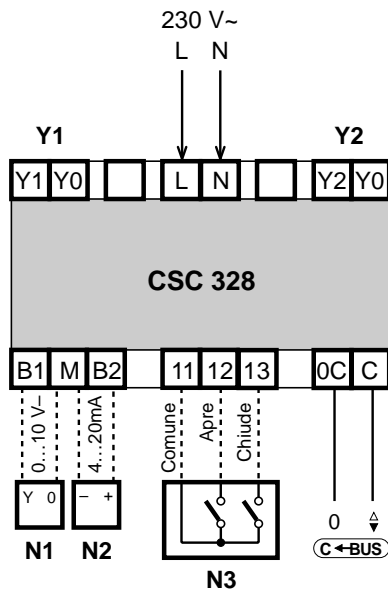 230 V~
L N
Y1 Y2
Y1 Y0 L N Y2 Y0
CSC 328
B1 M B2 11 12 13 0C C
0...10 V–
4...20mA
Comune
Apre
Chiude
Y 0 – +
0
N1 N2
C BUS
N3